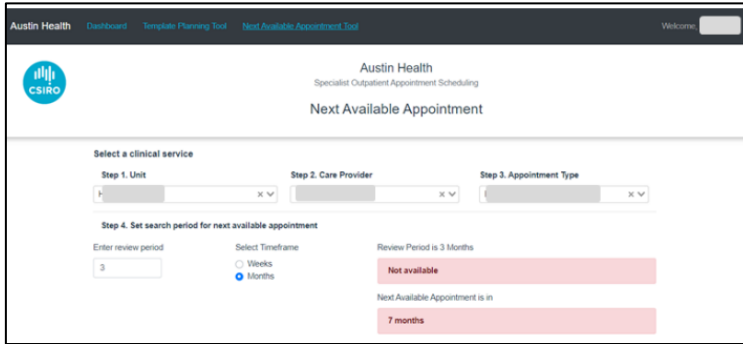 Austin Health Dashboard Template Planning Tool Next Available Appointment Tool Welcome,
CSIRO
Austin Health
Specialist Outpatient Appointment Scheduling
Next Available Appointment
Select a clinical service
Step 1. Unit Step 2. Care Provider Step 3. Appointment Type
Step 4. Set search period for next available appointment
Enter review period Select Timeframe Review Period is 3 Months
3 Weeks Not available
Months
Next Available Appointment is in
7 months